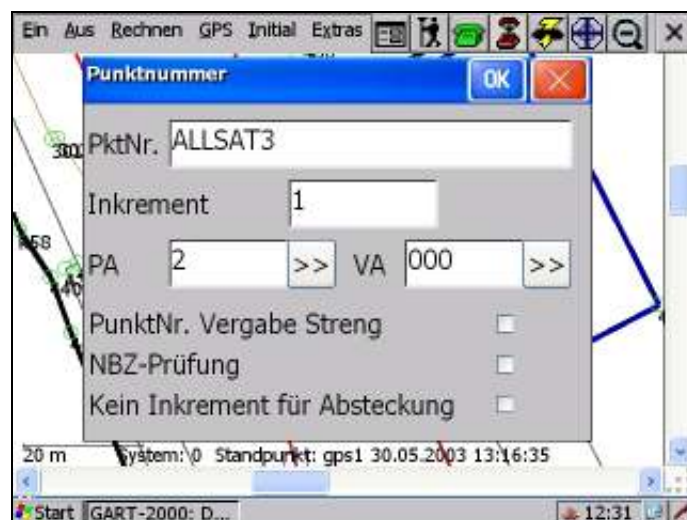 Ein Aus Rechnen GPS Initial Extras
Punktnummer OK
PktNr. ALLSAT3
Inkrement 1
PA 2 >> VA 000 >>
PunktNr. Vergabe Streng
NBZ-Prüfung
Kein Inkrement für Absteckung
20 m System: 0 Standpunkt: gps1 30.05.2003 13:16:35
Start GART-2000: D... 12:31